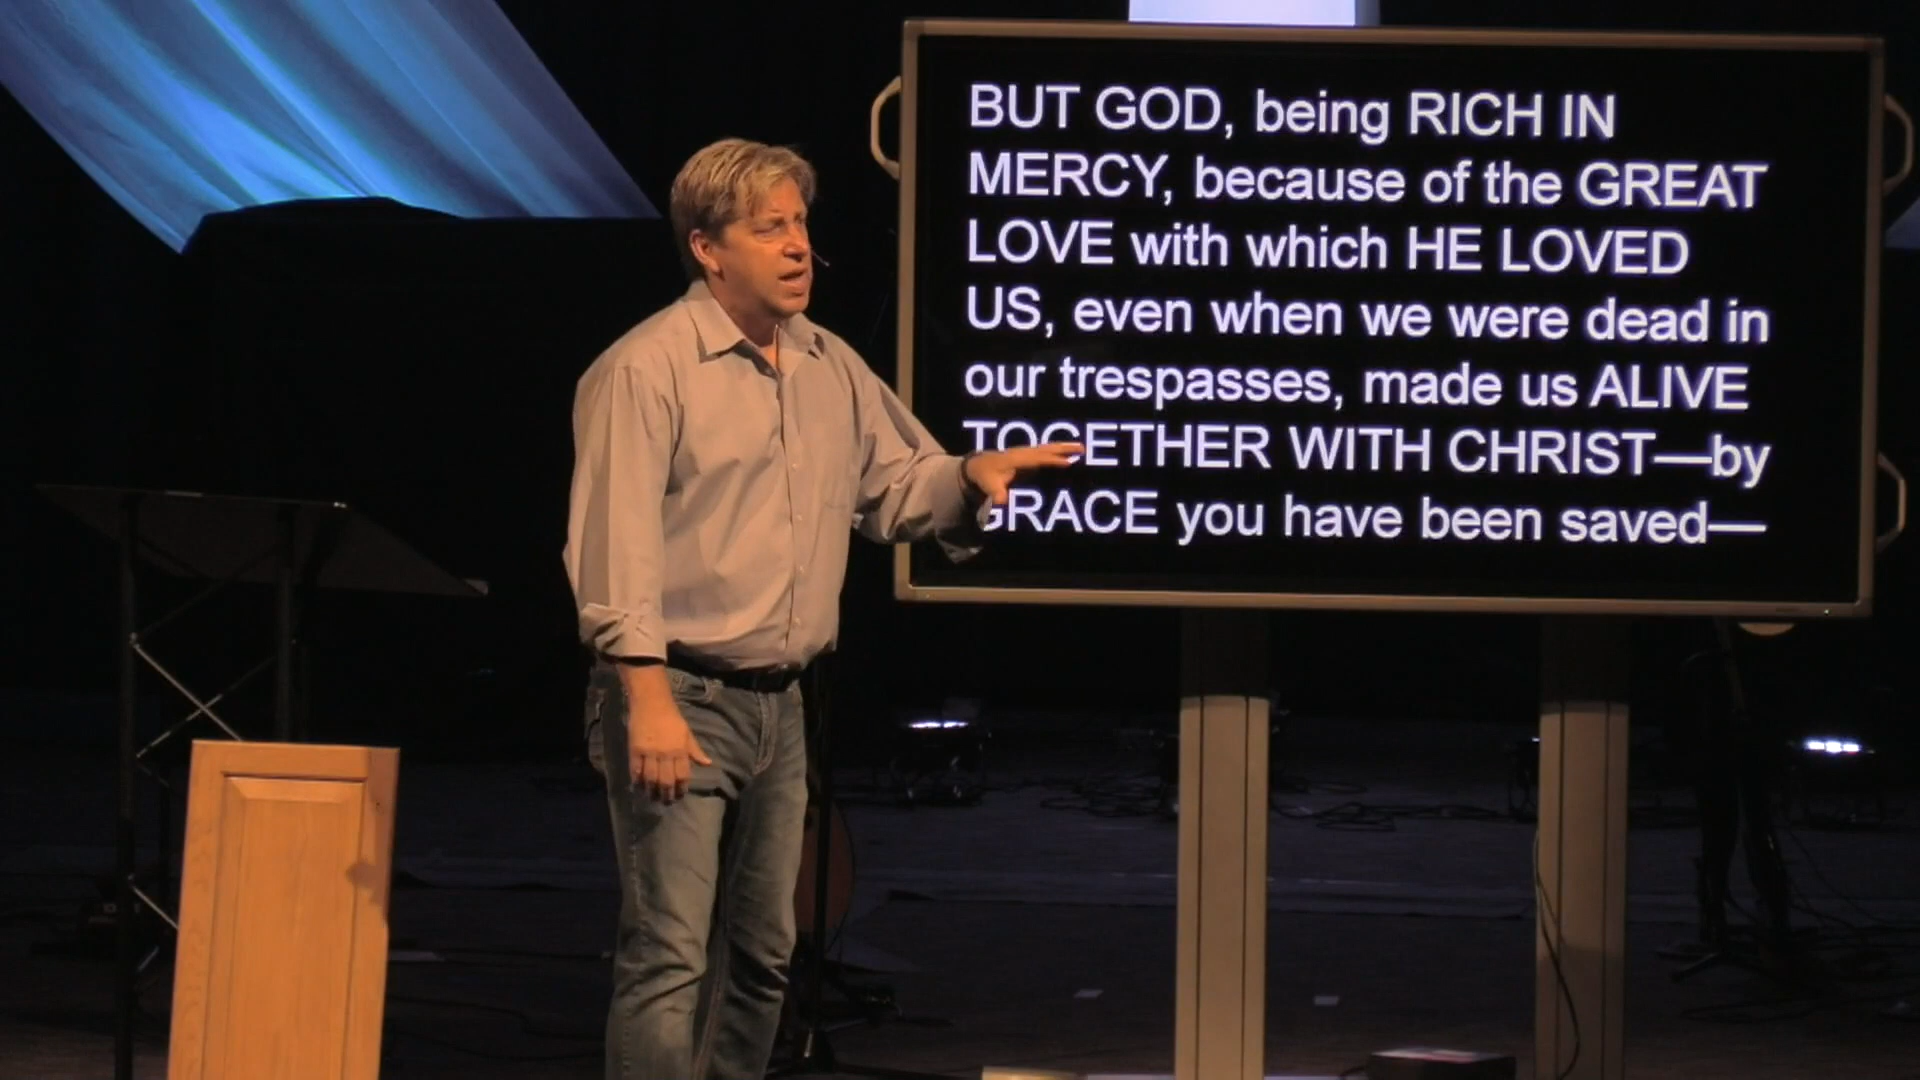 BUT GOD, being RICH IN
MERCY, because of the GREAT
LOVE with which HE LOVED
US, even when we were dead in
our trespasses, made us ALIVE
TOGETHER WITH CHRIST—by
GRACE you have been saved—